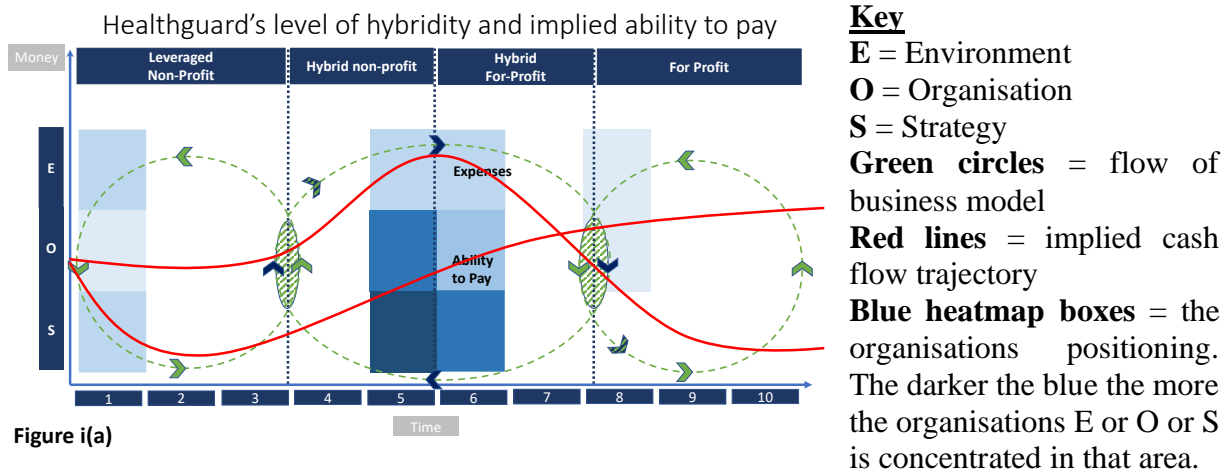 Healthguard's level of hybridity and implied ability to pay
Money
Leveraged
Non-Profit
Hybrid non-profit
Hybrid
For-Profit
For Profit
E
Expenses
O
Ability
to Pay
S
1 2 3 4 5 6 7 8 9 10
Time
Figure i(a)
Key
E = Environment
O = Organisation
S = Strategy
Green circles = flow of
business model
Red lines = implied cash
flow trajectory
Blue heatmap boxes = the
organisations positioning.
The darker the blue the more
the organisations E or O or S
is concentrated in that area.